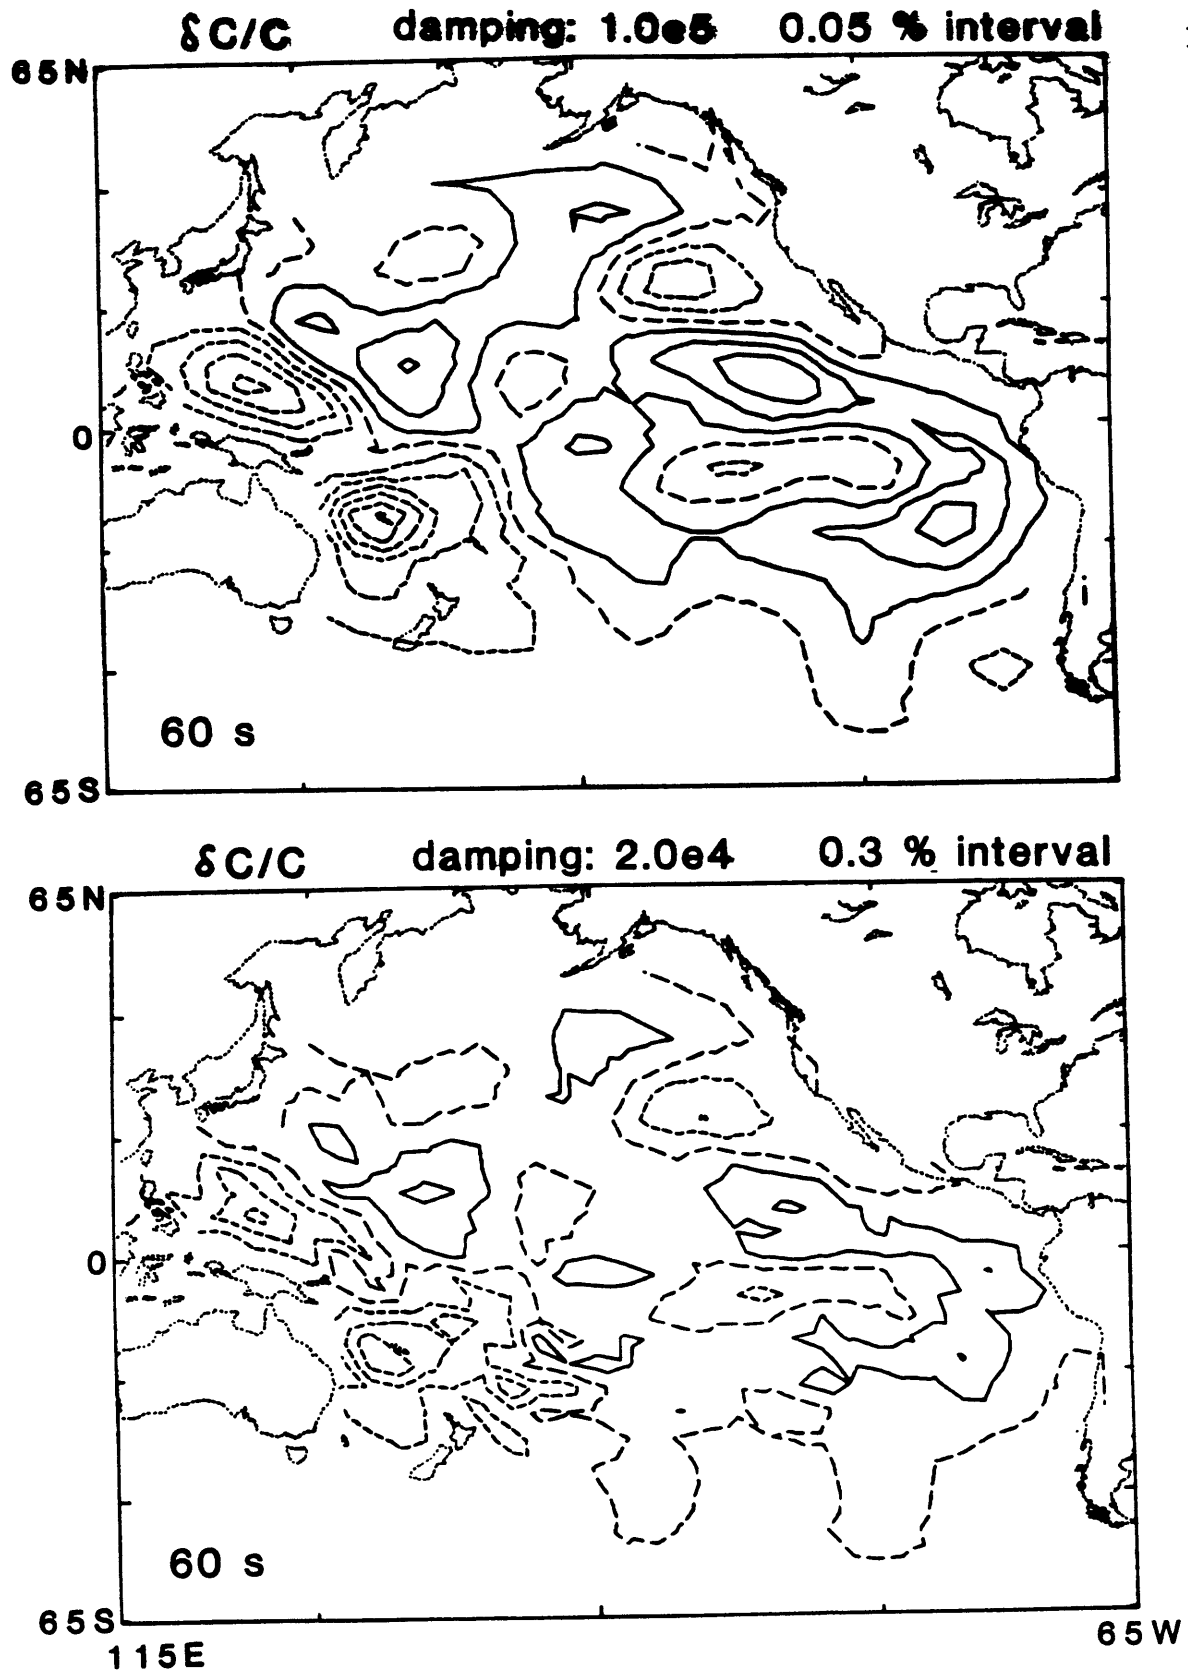 δC/C damping: 1.0e5 0.05 % interval
65N
0
60 s
65S
δC/C damping: 2.0e4 0.3 % interval
65N
0
60 s
65S
115E 65W